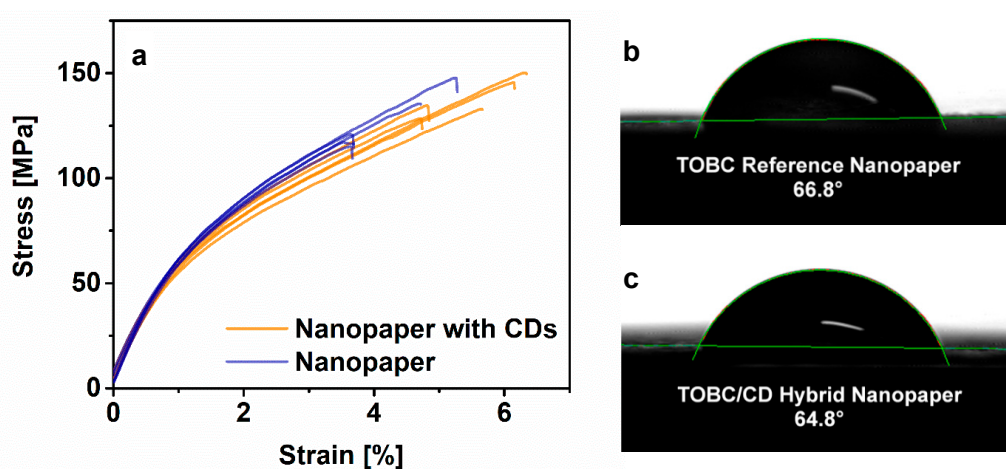 a
Stress [MPa]
150
100
50
0
0
2
4
6
Strain [%]
Nanopaper with CDs
Nanopaper
b
TOBC Reference Nanopaper
66.8°
c
TOBC/CD Hybrid Nanopaper
64.8°